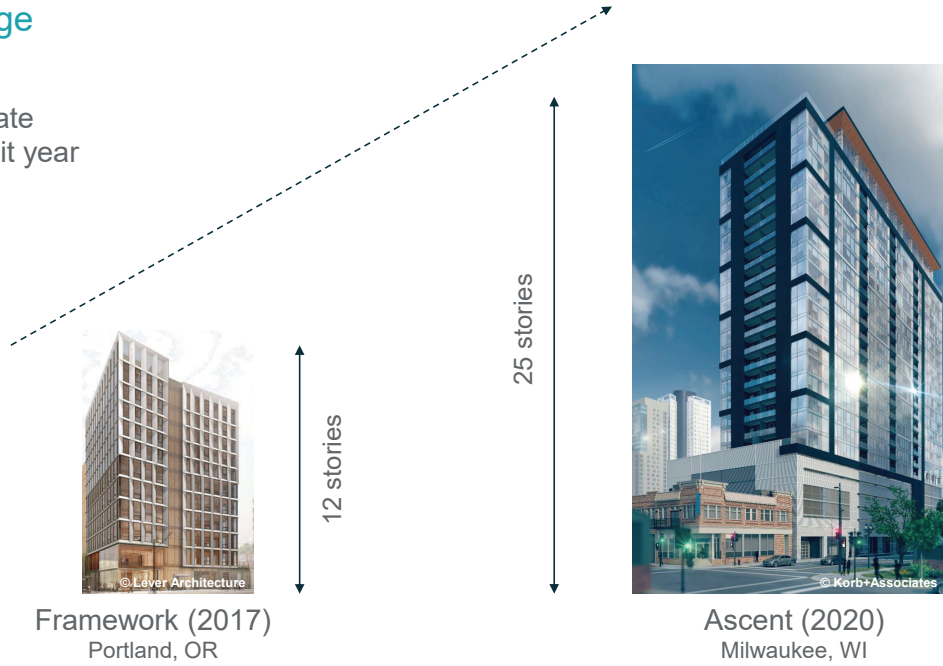 ge
ate
it year
25 stories
12 stories
© Lever Architecture
© Korb+Associates
Framework (2017)
Portland, OR
Ascent (2020)
Milwaukee, WI